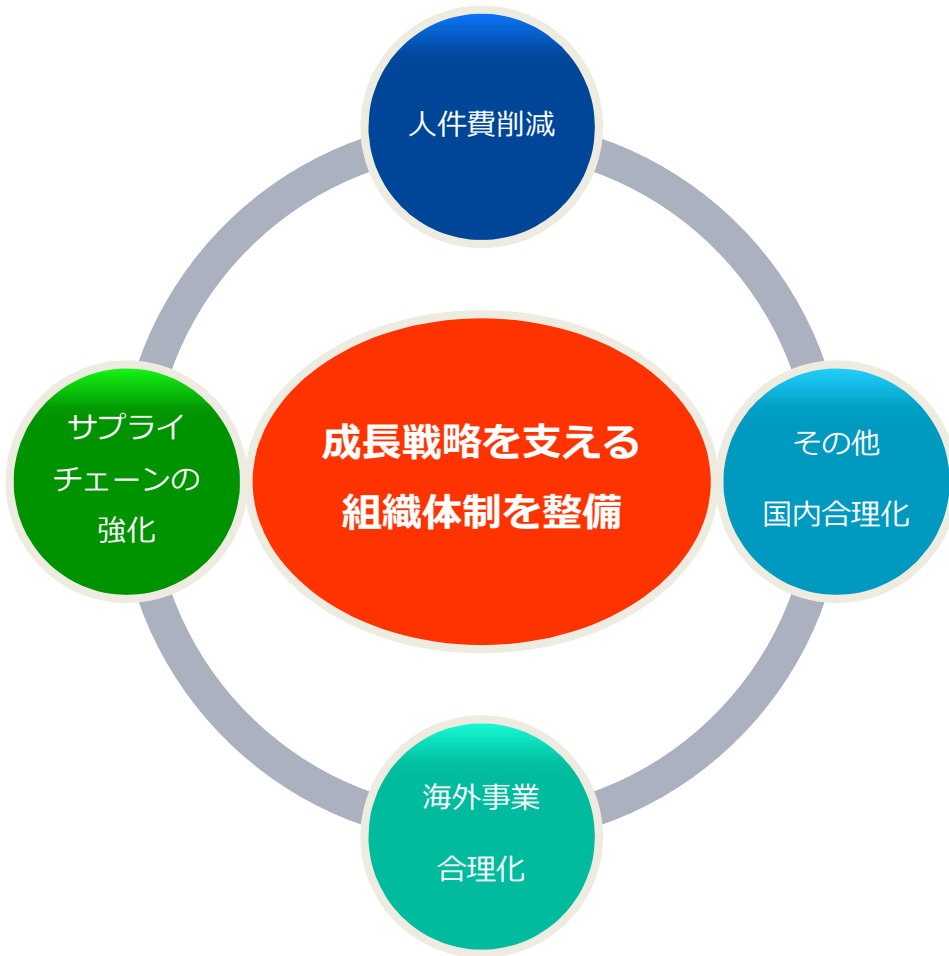 人件費削減
サプライ
チェーンの
強化
成長戦略を支える
組織体制を整備
その他
国内合理化
海外事業
合理化